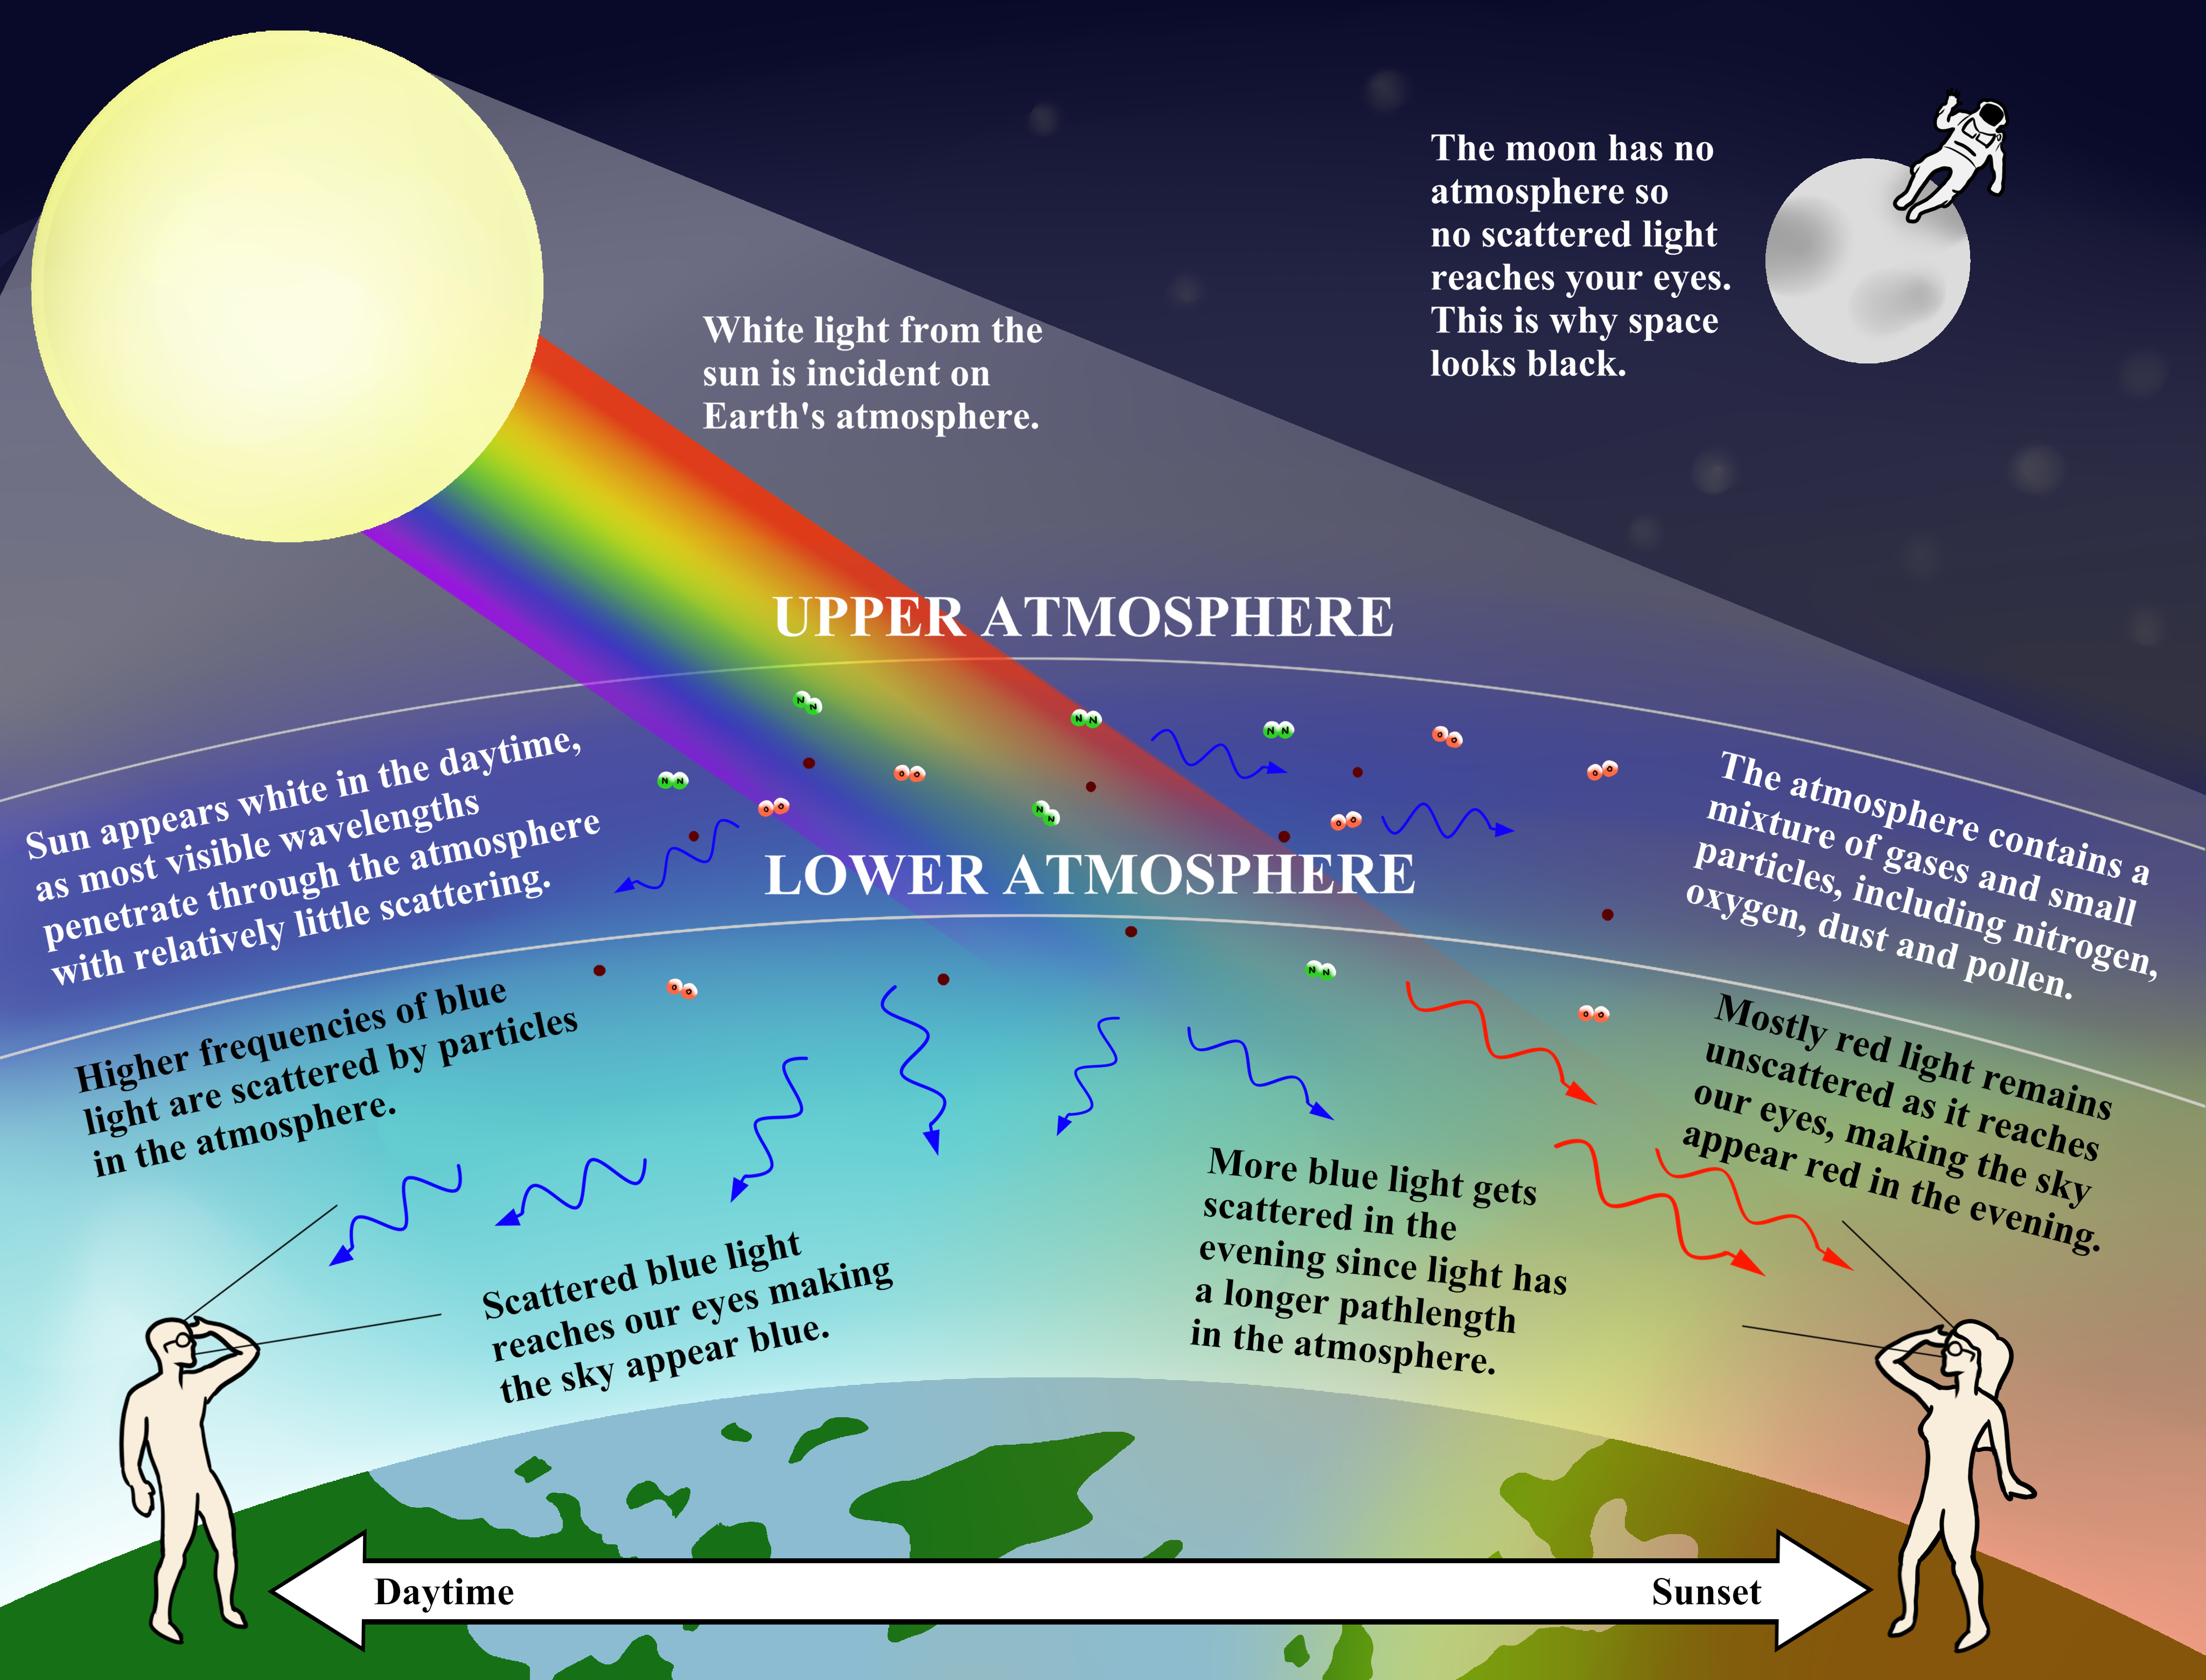 The moon has no
atmosphere so
no scattered light
reaches your eyes.
This is why space
looks black.
White light from the
sun is incident on
Earth's atmosphere.
UPPER ATMOSPHERE
N N
N N
N N
O O
O O
N N
O O
O O
N N
O O
LOWER ATMOSPHERE
Sun appears white in the daytime,
as most visible wavelengths
penetrate through the atmosphere
with relatively little scattering.
The atmosphere contains a
mixture of gases and small
particles, including nitrogen,
oxygen, dust and pollen.
O O
N N
O O
Higher frequencies of blue
light are scattered by particles
in the atmosphere.
Mostly red light remains
unscattered as it reaches
our eyes, making the sky
appear red in the evening.
Scattered blue light
reaches our eyes making
the sky appear blue.
More blue light gets
scattered in the
evening since light has
a longer pathlength
in the atmosphere.
Daytime
Sunset